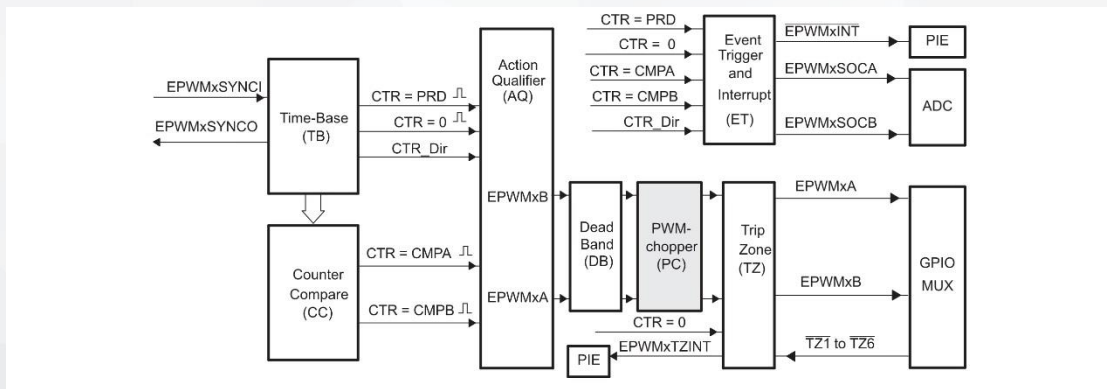 EPWMxSYNCI
EPWMxSYNCO
Time-Base
(TB)
CTR = PRD
CTR = 0
CTR_Dir
Counter
Compare
(CC)
CTR = CMPA
CTR = CMPB
Action
Qualifier
(AQ)
EPWMxB
EPWMxA
CTR = PRD
CTR = 0
CTR = CMPA
CTR = CMPB
CTR_Dir
Event
Trigger
and
Interrupt
(ET)
EPWMxINT
EPWMxSOCA
EPWMxSOCB
PIE
ADC
Dead
Band
(DB)
PWM-
chopper
(PC)
Trip
Zone
(TZ)
CTR = 0
EPWMxTZINT
PIE
EPWMxA
EPWMxB
TZ1 to TZ6
GPIO
MUX